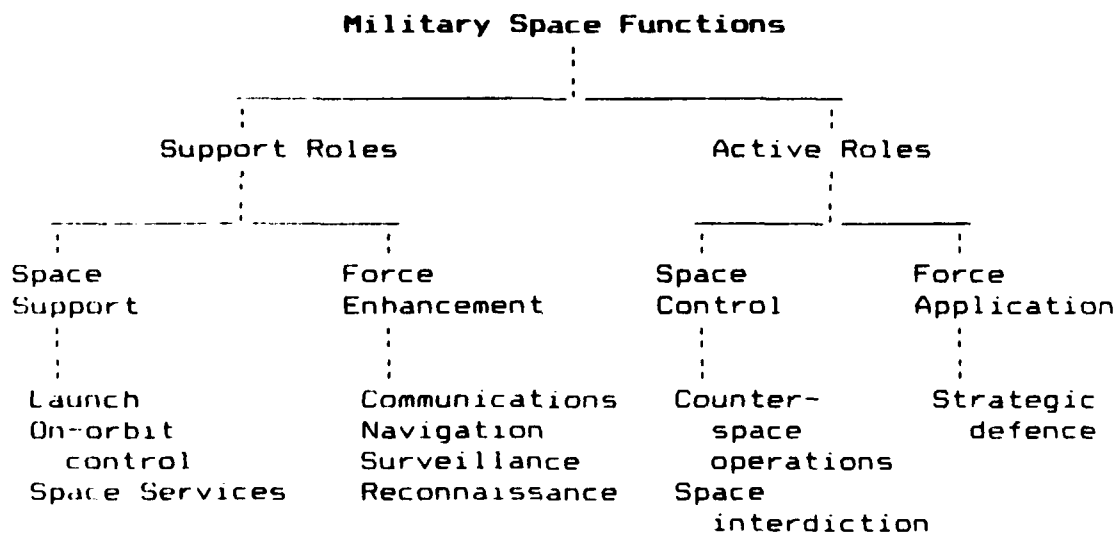 Military Space Functions
Support Roles
Active Roles
Space
Support
Force
Enhancement
Space
Control
Force
Application
Launch
On-orbit
control
Space Services
Communications
Navigation
Surveillance
Reconnaissance
Counter-
space
operations
Space
interdiction
Strategic
defence